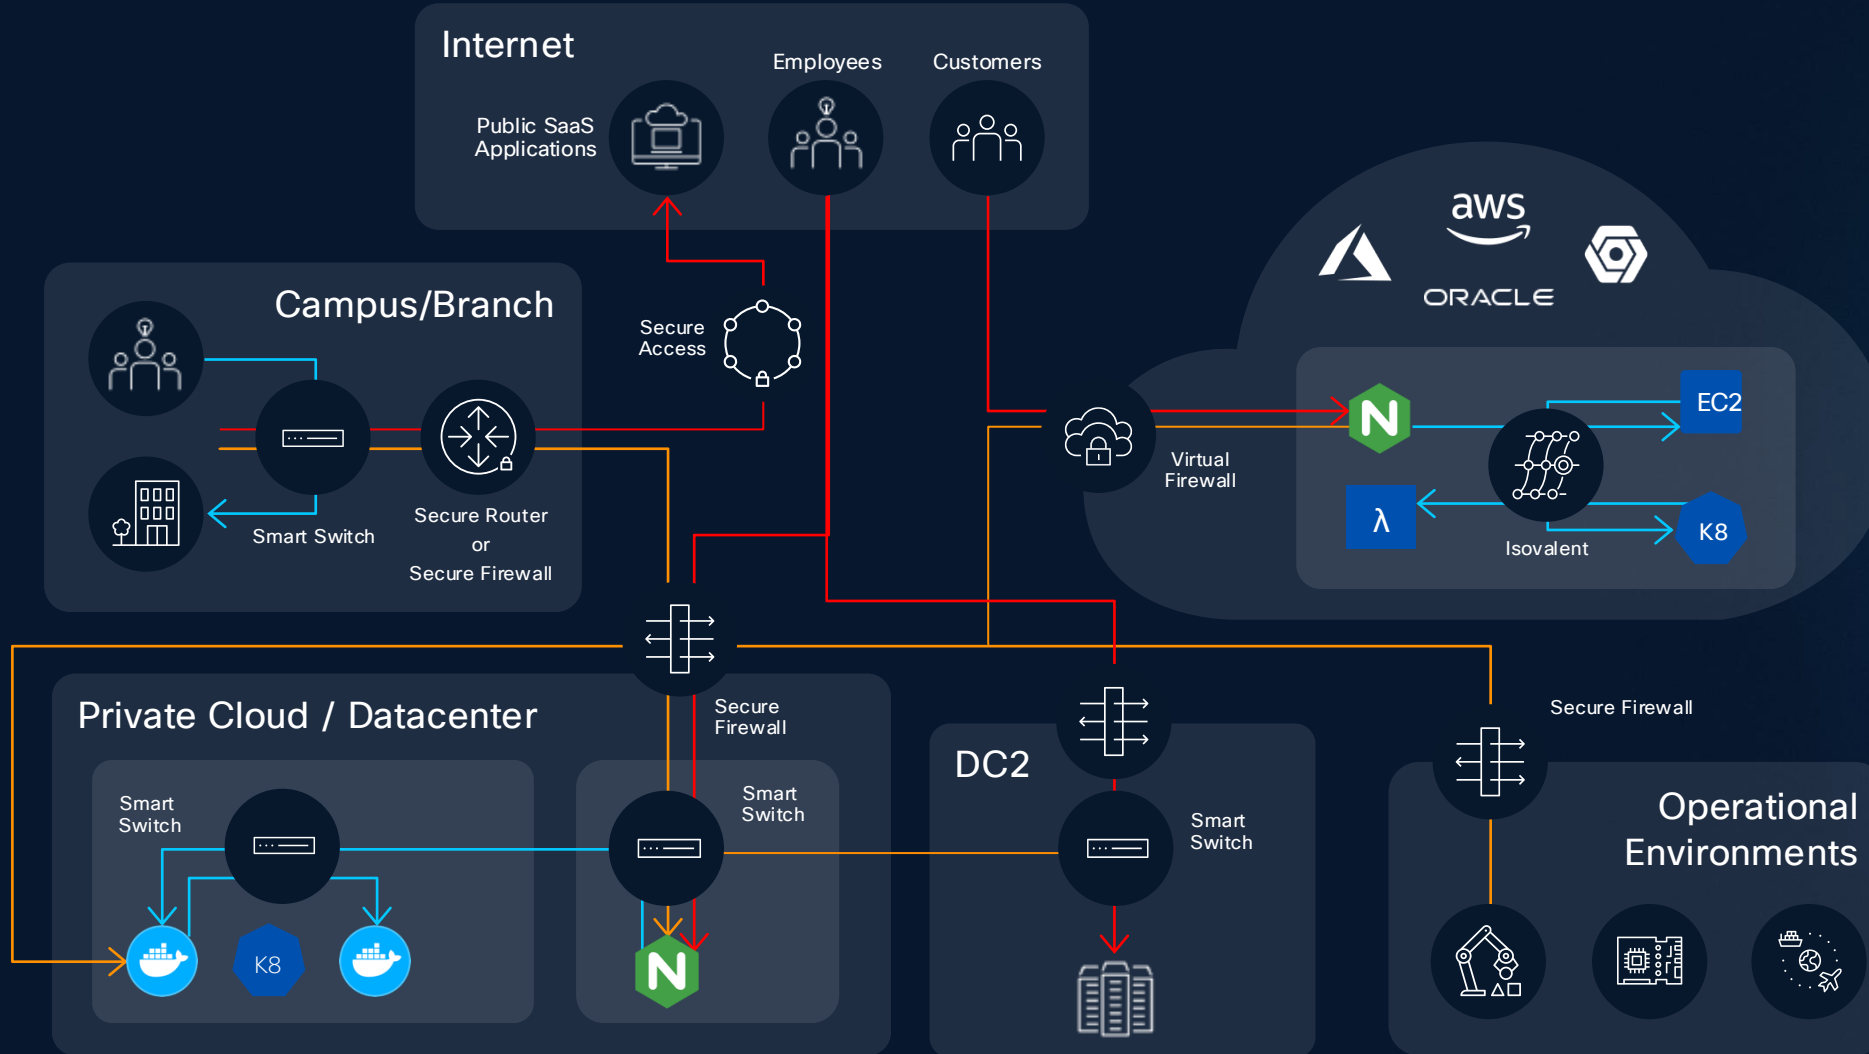 Internet
Employees
Customers
Public SaaS
Applications
aws
ORACLE
Campus/Branch
Secure
Access
EC2
N
Virtual
Firewall
Smart Switch
Secure Router
or
Secure Firewall
λ
K8
Isovalent
Private Cloud / Datacenter
Secure
Firewall
Secure Firewall
DC2
Smart
Switch
Smart
Switch
Smart
Switch
Operational
Environments
K8
N